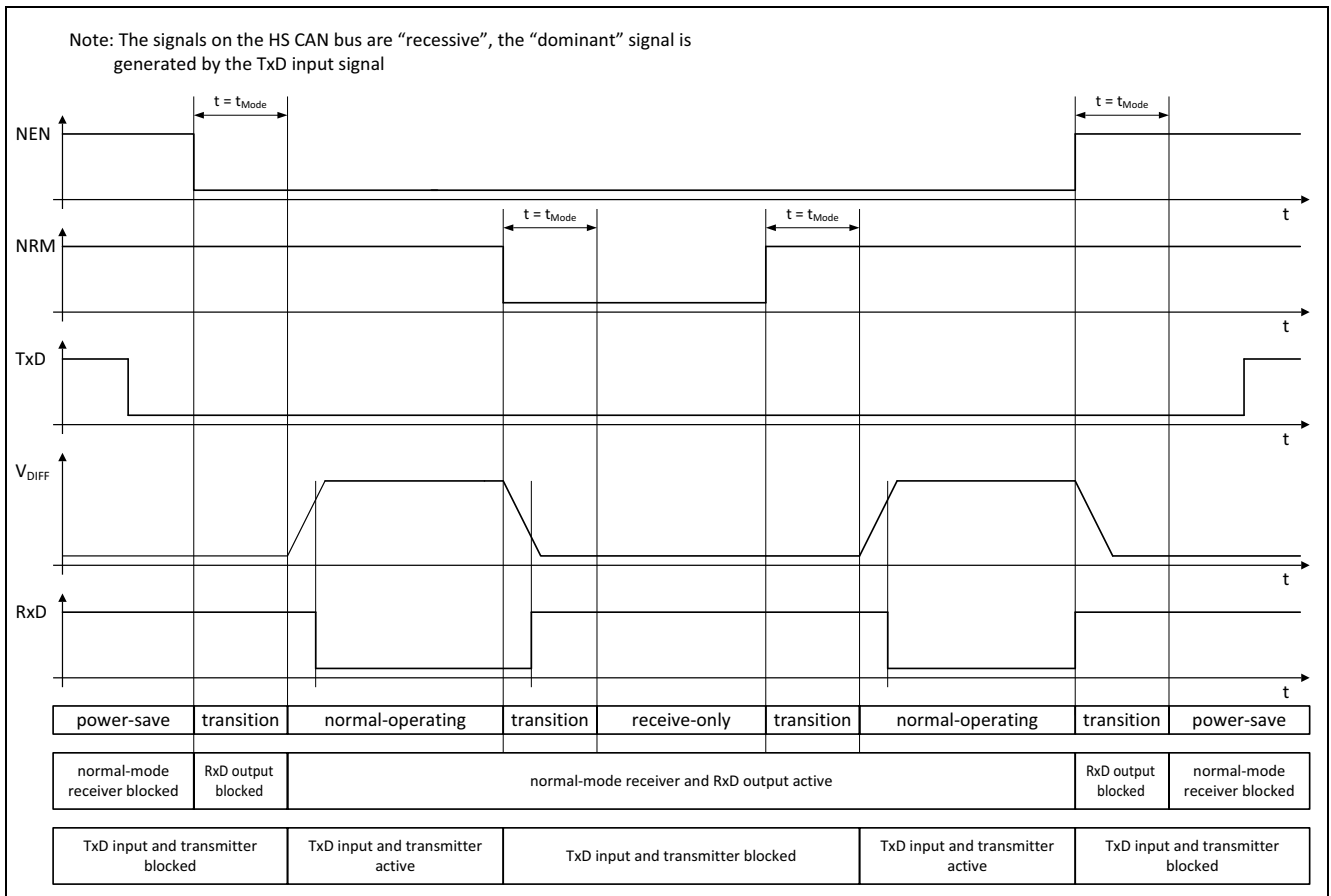 Note: The signals on the HS CAN bus are “recessive”, the “dominant” signal is
generated by the TxD input signal
t = tMode
t = tMode
NEN
t
t = tMode
t = tMode
NRM
t
TxD
t
VDIFF
t
RxD
t
power-save
transition
normal-operating
transition
receive-only
transition
normal-operating
transition
power-save
normal-mode
receiver blocked
RxD output
blocked
normal-mode receiver and RxD output active
RxD output
blocked
normal-mode
receiver blocked
TxD input and transmitter
blocked
TxD input and transmitter
active
TxD input and transmitter blocked
TxD input and transmitter
active
TxD input and transmitter
blocked